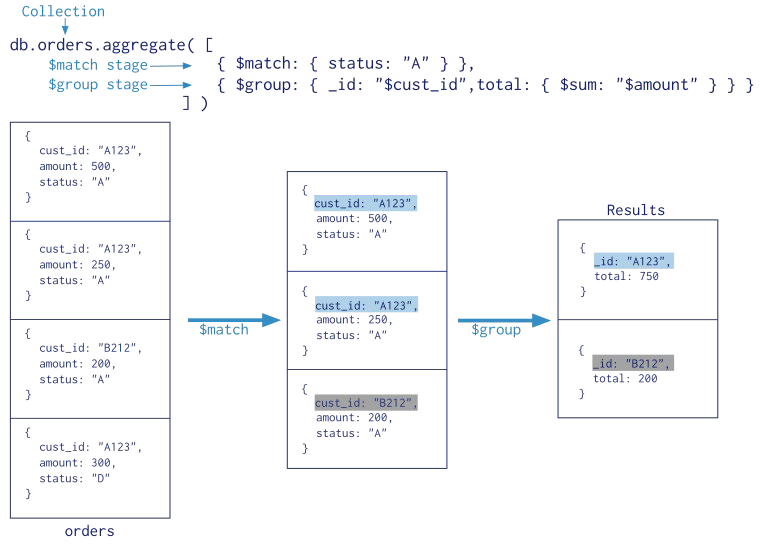 Collection
db.orders.aggregate( [
$match stage { $match: { status: "A" } },
$group stage { $group: { _id: "$cust_id",total: { $sum: "$amount" } } }
] )
{
cust_id: "A123",
amount: 500,
status: "A"
}
{
cust_id: "A123",
amount: 250,
status: "A"
}
{
cust_id: "B212",
amount: 200,
status: "A"
}
{
cust_id: "A123",
amount: 300,
status: "D"
}
orders
$match
{
cust_id: "A123",
amount: 500,
status: "A"
}
{
cust_id: "A123",
amount: 250,
status: "A"
}
{
cust_id: "B212",
amount: 200,
status: "A"
}
$group
Results
{
_id: "A123",
total: 750
}
{
_id: "B212",
total: 200
}